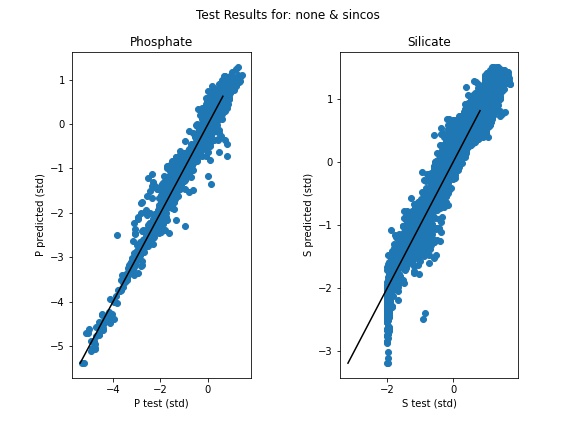 Test Results for: none & sincos
Phosphate
Silicate
1
0
−1
−2
−3
−4
−5
P predicted (std)
−4
−2
0
P test (std)
1
0
−1
−2
−3
S predicted (std)
−2
0
S test (std)